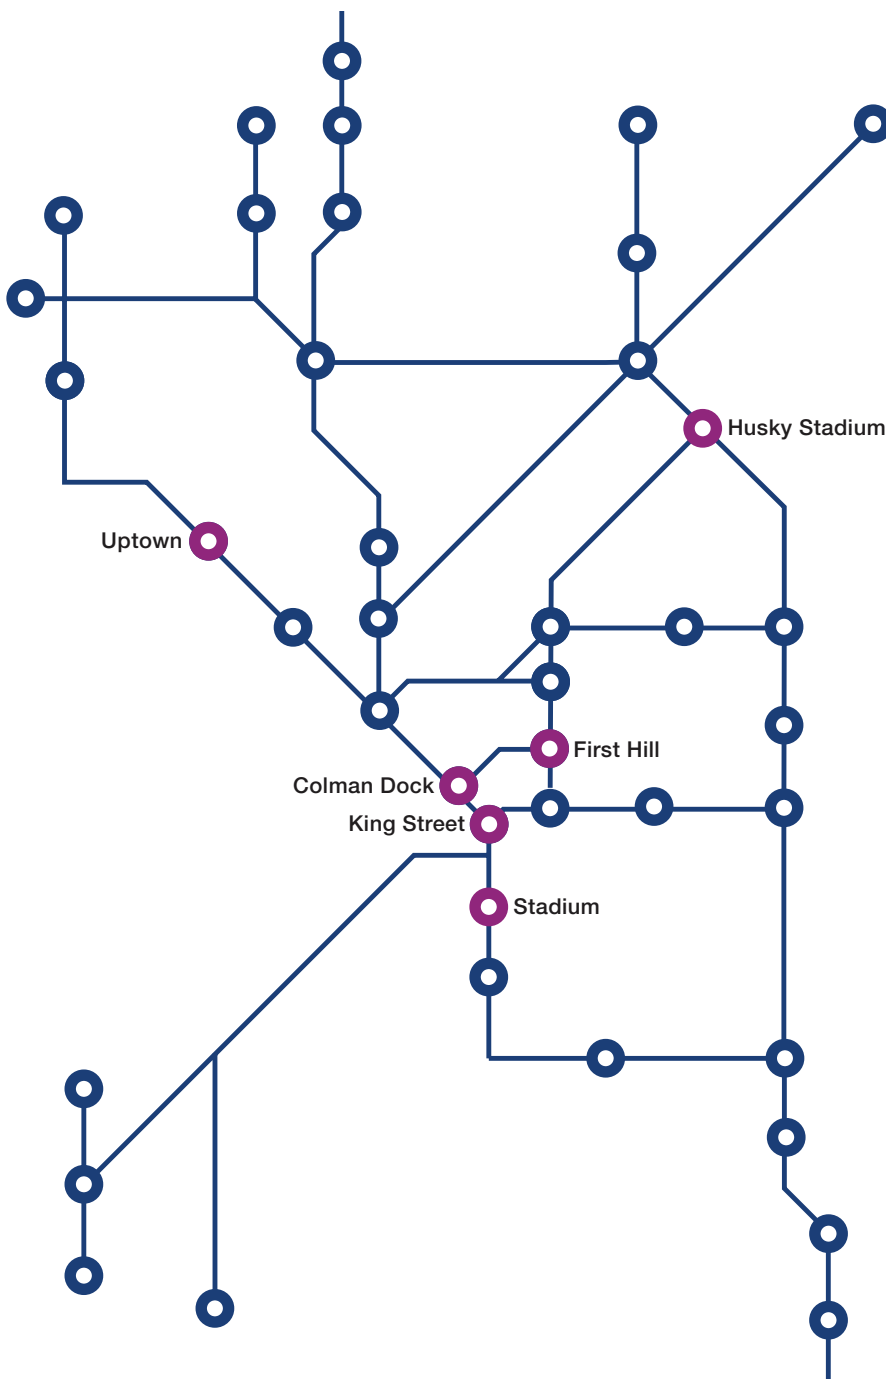 Husky Stadium
Uptown
First Hill
Colman Dock
King Street
Stadium